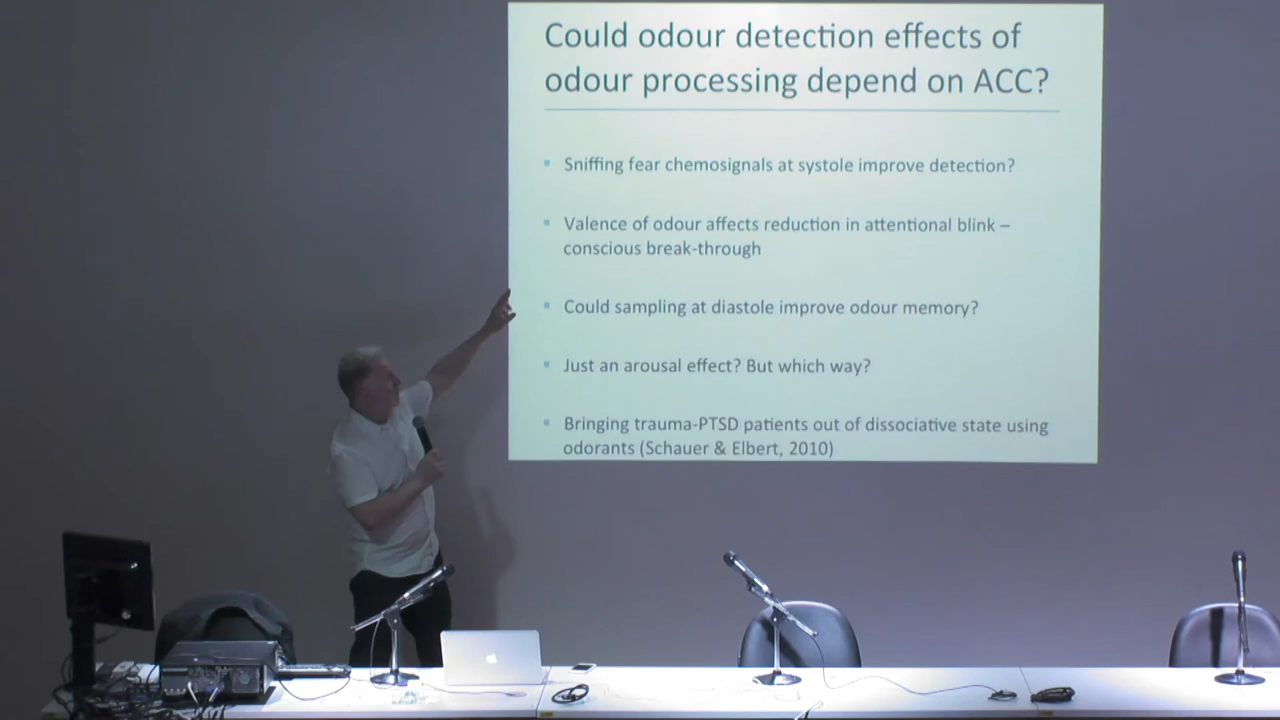 Could odour detection effects of
odour processing depend on ACC?
Sniffing fear chemosignals at systole improve detection?
Valence of odour affects reduction in attentional blink –
conscious break-through
Could sampling at diastole improve odour memory?
Just an arousal effect? But which way?
Bringing trauma-PTSD patients out of dissociative state using
odorants (Schauer & Elbert, 2010)